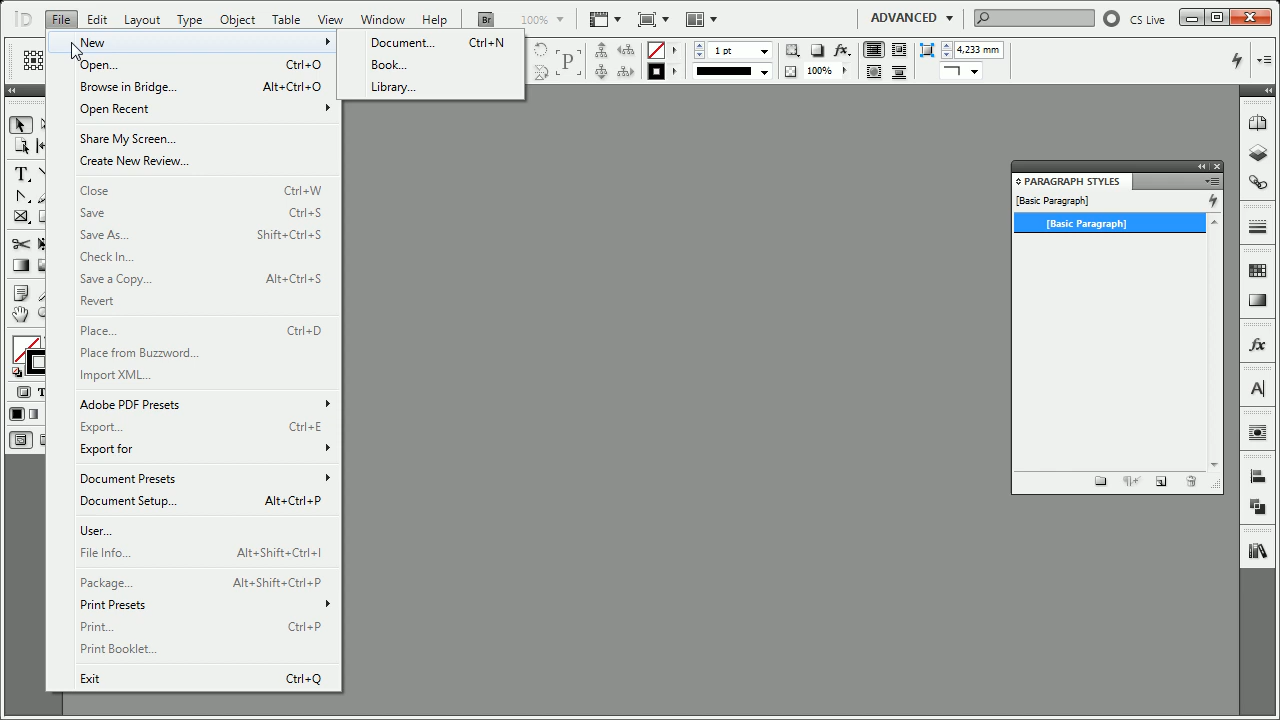 iD File Edit Layout Type Object Table View Window Help Br 100% ADVANCED CS Live
New
Document... Ctrl+N
Open... Ctrl+O
Book...
Browse in Bridge... Alt+Ctrl+O
Library...
Open Recent
Share My Screen...
Create New Review...
Close Ctrl+W
Save Ctrl+S
Save As... Shift+Ctrl+S
Check In...
Save a Copy... Alt+Ctrl+S
Revert
Place... Ctrl+D
Place from Buzzword...
Import XML...
Adobe PDF Presets
Export... Ctrl+E
Export for
Document Presets
Document Setup... Alt+Ctrl+P
User...
File Info... Alt+Shift+Ctrl+I
Package... Alt+Shift+Ctrl+P
Print Presets
Print... Ctrl+P
Print Booklet...
Exit Ctrl+Q
P 1 pt fx. 4,233 mm
100%
PARAGRAPH STYLES
[Basic Paragraph]
[Basic Paragraph]
T
T
fx
A